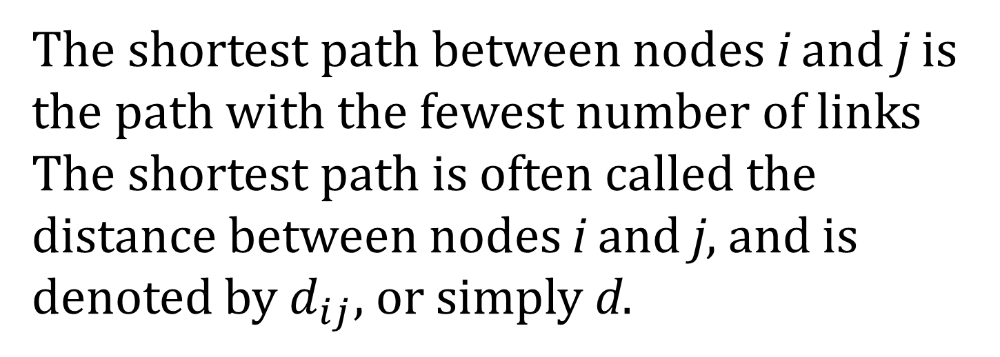 The shortest path between nodes i and j is
the path with the fewest number of links
The shortest path is often called the
distance between nodes i and j, and is
denoted by d_{ij}, or simply d.